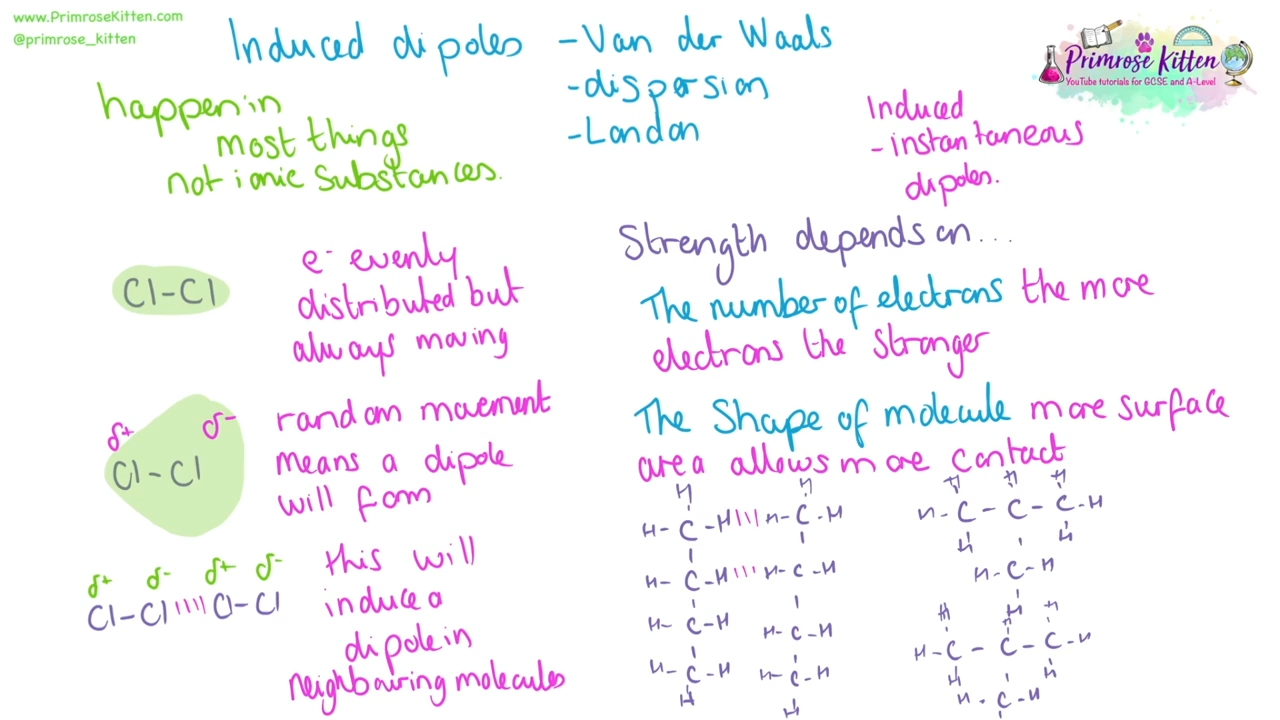 www.PrimroseKitten.com
@primrose_kitten
Induced dipoles - Van der Waals
- dispersion
- London
Primrose Kitten
YouTube tutorials for GCSE and A-Level
happen in
most things
not ionic substances.
Induced
- instantaneous
dipoles.
Cl-Cl
e- evenly
distributed but
always moving
δ+ δ-
Cl-Cl
random movement
means a dipole
will form
δ+ δ- δ+ δ-
Cl-Cl Cl-Cl
this will
induce a
dipole in
neighbouring molecules
Strength depends on...
The number of electrons the more
electrons the stronger
The Shape of molecule more surface
area allows more contact
H H
H-C-H H-C-H
H-C-H H-C-H
H-C-H H-C-H
H-C-H H-C-H
H H
H H H
H-C-C-C-H
H H
H-C-H
H
H H H
H-C-C-C-H
H H
H-C-H